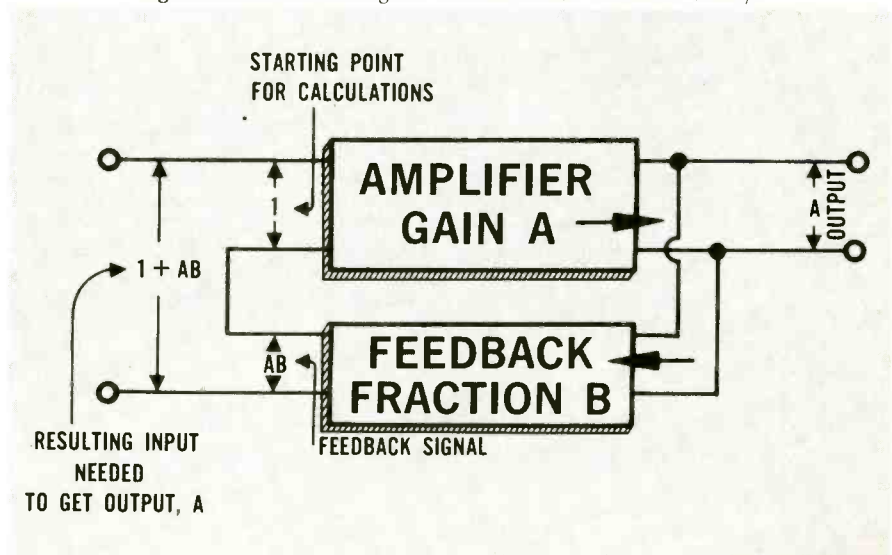 STARTING POINT
FOR CALCULATIONS
AMPLIFIER
GAIN A
1
A
OUTPUT
1 + AB
AB
FEEDBACK
FRACTION B
FEEDBACK SIGNAL
RESULTING INPUT
NEEDED
TO GET OUTPUT, A